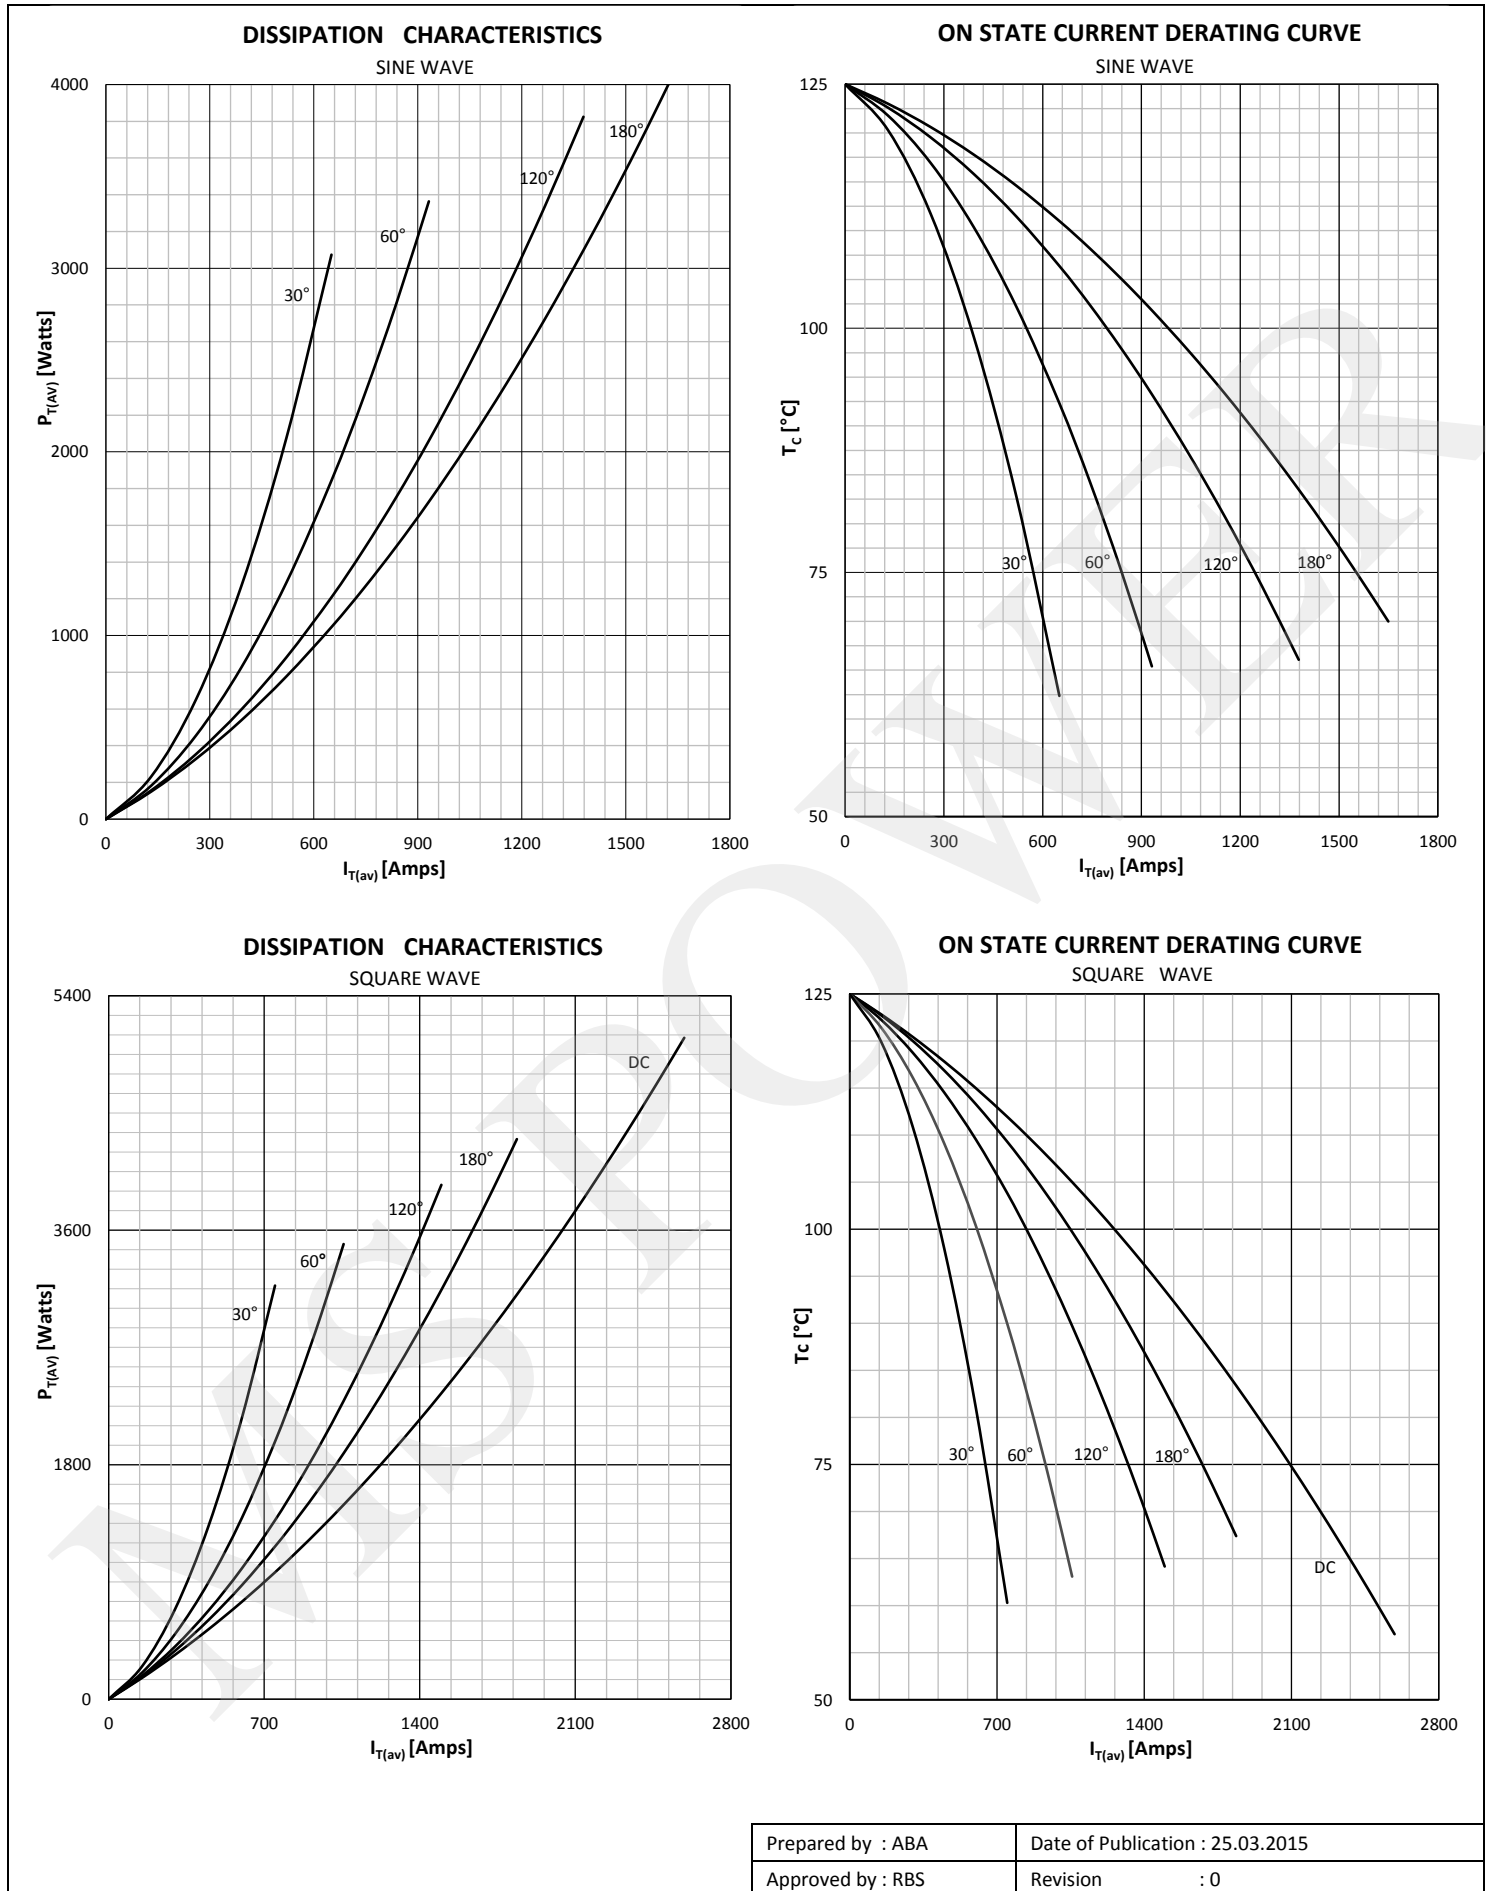 DISSIPATION CHARACTERISTICS
SINE WAVE
4000
3000
2000
1000
0
0 300 600 900 1200 1500 1800
P_T(AV) [Watts]
I_T(av) [Amps]
30°
60°
120°
180°
ON STATE CURRENT DERATING CURVE
SINE WAVE
125
100
75
50
0 300 600 900 1200 1500 1800
T_C [°C]
I_T(av) [Amps]
30° 60° 120° 180°
DISSIPATION CHARACTERISTICS
SQUARE WAVE
5400
3600
1800
0
0 700 1400 2100 2800
P_T(AV) [Watts]
I_T(av) [Amps]
30°
60°
120°
180°
DC
ON STATE CURRENT DERATING CURVE
SQUARE WAVE
125
100
75
50
0 700 1400 2100 2800
Tc [°C]
I_T(av) [Amps]
30° 60° 120° 180°
DC
MS POWER
Prepared by : ABA
Date of Publication : 25.03.2015
Approved by : RBS
Revision : 0